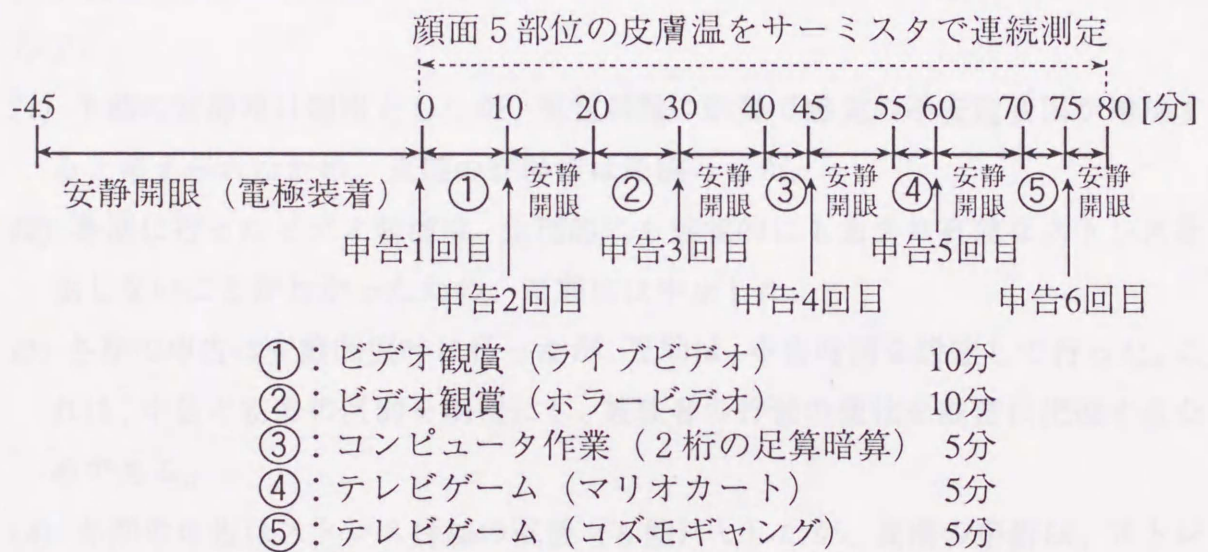 顔面5部位の皮膚温をサーミスタで連続測定
-45 0 10 20 30 40 45 55 60 70 75 80 [分]
安静開眼（電極装着） ① 安静開眼 ② 安静開眼 ③ 安静開眼 ④ 安静開眼 ⑤ 安静開眼
申告1回目 申告3回目 申告5回目
申告2回目 申告4回目 申告6回目
①：ビデオ観賞（ライブビデオ） 10分
②：ビデオ観賞（ホラービデオ） 10分
③：コンピュータ作業（2桁の足算暗算） 5分
④：テレビゲーム（マリオカート） 5分
⑤：テレビゲーム（コズモギャング） 5分